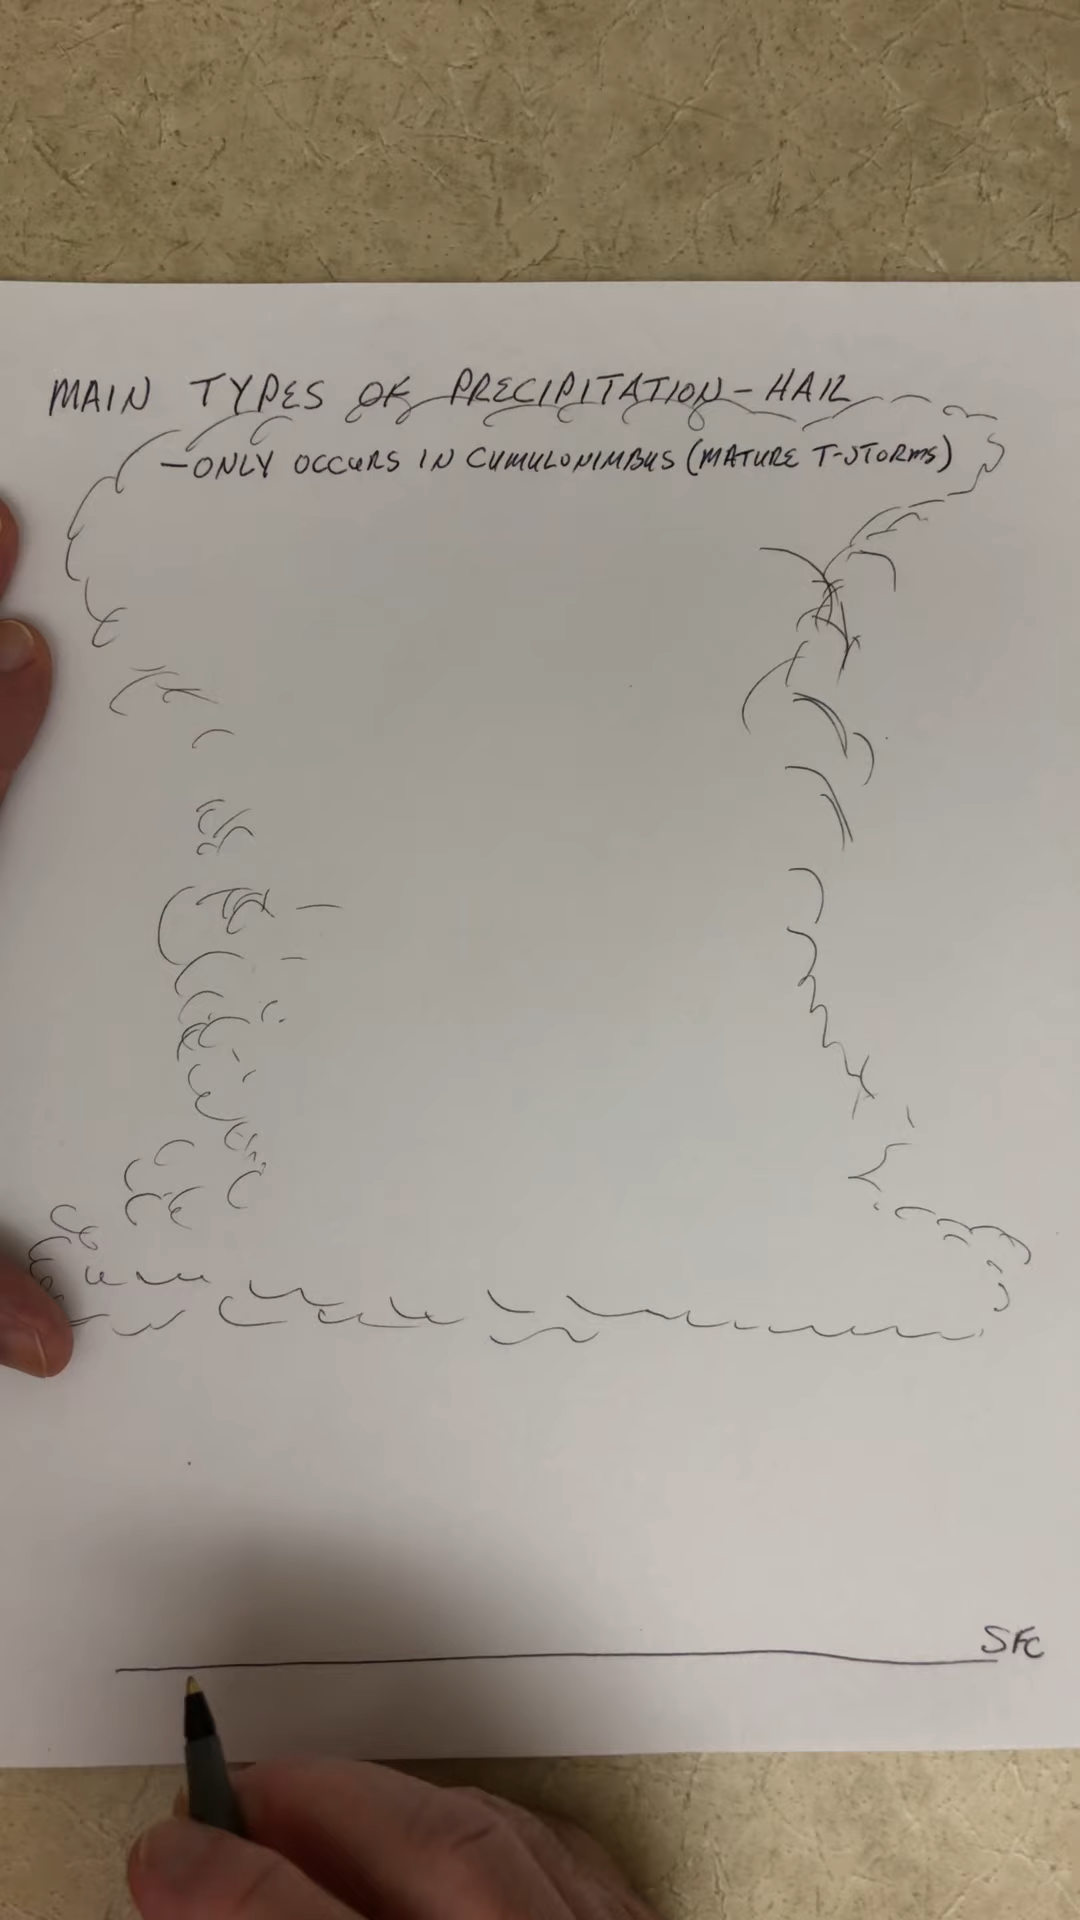 MAIN TYPES OF PRECIPITATION - HAIL
- ONLY OCCURS IN CUMULONIMBUS (MATURE T-STORMS)
SFC